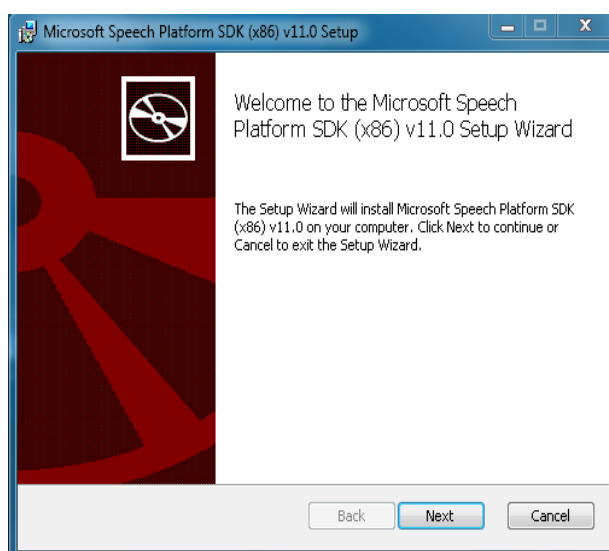 Microsoft Speech Platform SDK (x86) v11.0 Setup
Welcome to the Microsoft Speech
Platform SDK (x86) v11.0 Setup Wizard
The Setup Wizard will install Microsoft Speech Platform SDK
(x86) v11.0 on your computer. Click Next to continue or
Cancel to exit the Setup Wizard.
Back Next Cancel